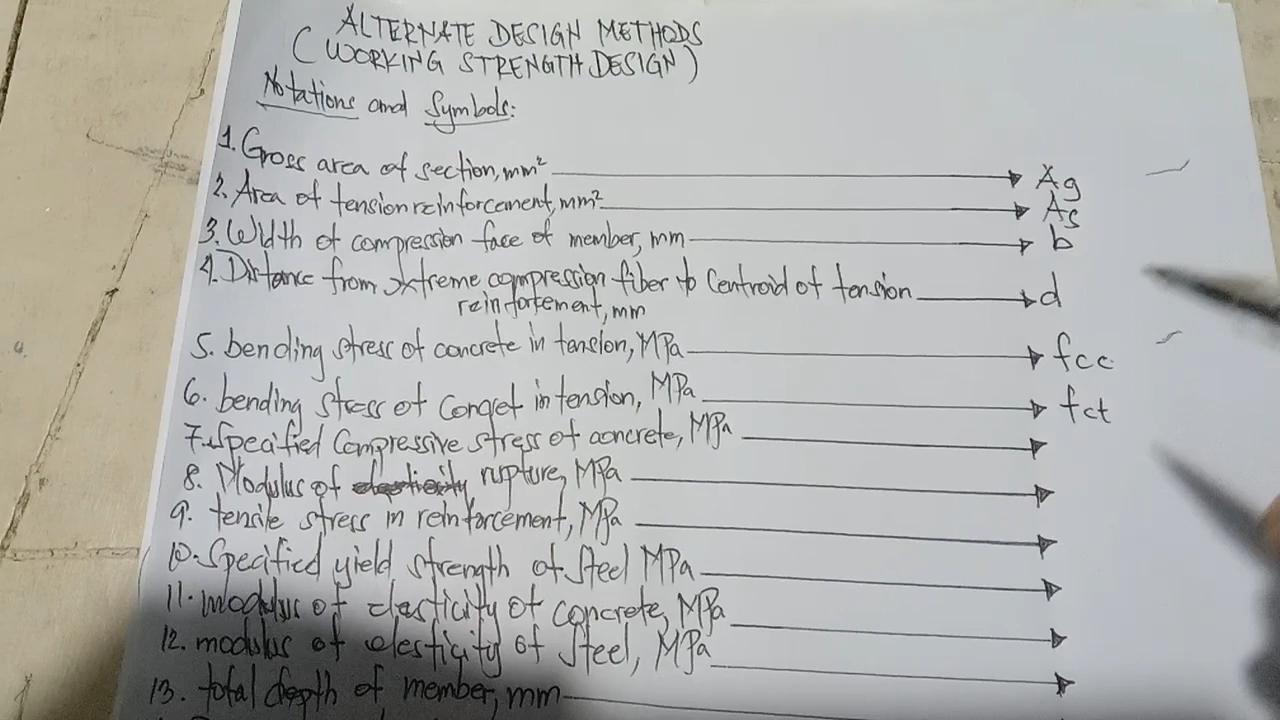 ALTERNATE DESIGN METHODS
(WORKING STRENGTH DESIGN)
Notations and Symbols:
1. Gross area of section, mm² Ag
2. Area of tension reinforcement, mm² As
3. Width of compression face of member, mm b
4. Distance from extreme compression fiber to Centroid of tension d
reinforcement, mm
5. bending stress of concrete in tension, MPa fcc
6. bending stress of Concret in tension, MPa fct
7. Specified Compressive stress of concrete, MPa
8. Modulus of rupture, MPa
9. tensile stress in reinforcement, MPa
10. Specified yield strength of Steel MPa
11. modulus of elasticity of concrete, MPa
12. modulus of elesticity of Steel, MPa
13. total depth of member, mm